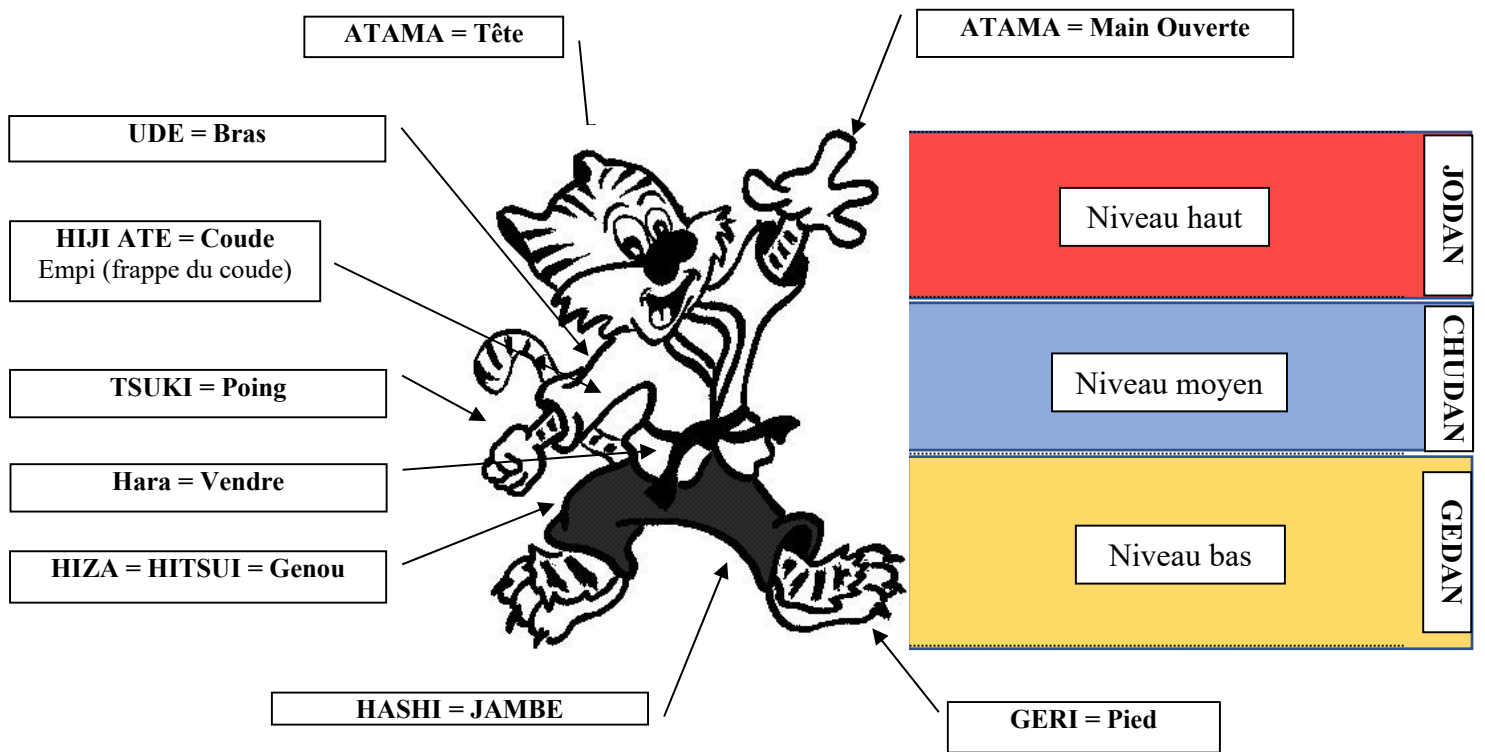 ATAMA = Tête
ATAMA = Main Ouverte
UDE = Bras
HIJI ATE = Coude
Empi (frappe du coude)
TSUKI = Poing
Hara = Vendre
HIZA = HITSUI = Genou
HASHI = JAMBE
GERI = Pied
Niveau haut
JODAN
Niveau moyen
CHUDAN
Niveau bas
GEDAN